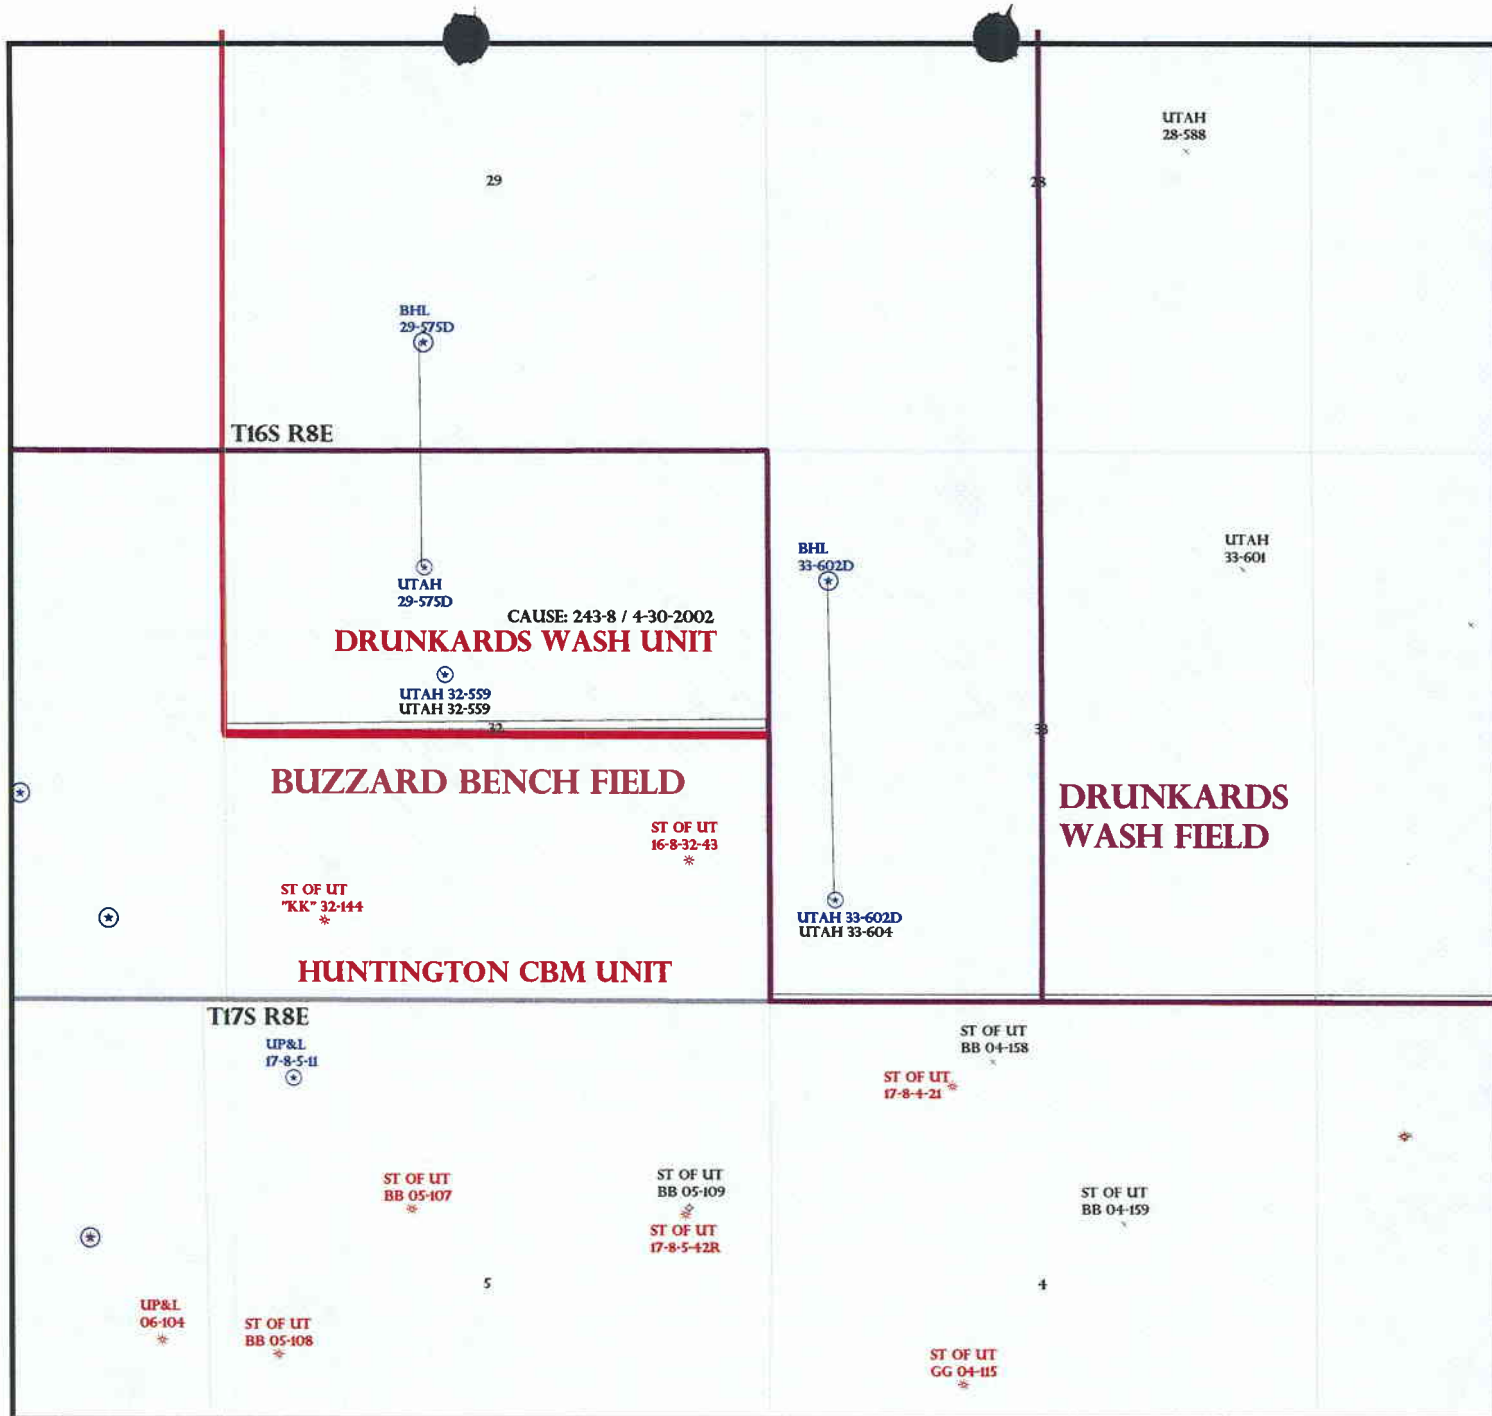 UTAH
28-588
29
28
BHL
29-575D
T16S R8E
UTAH
33-601
BHL
33-602D
UTAH
29-575D
CAUSE: 243-8 / 4-30-2002
DRUNKARDS WASH UNIT
UTAH 32-559
UTAH 32-559
32
33
BUZZARD BENCH FIELD
DRUNKARDS
WASH FIELD
ST OF UT
16-8-32-43
ST OF UT
"KK" 32-144
UTAH 33-602D
UTAH 33-604
HUNTINGTON CBM UNIT
T17S R8E
ST OF UT
BB 04-158
UP&L
17-8-5-11
ST OF UT
17-8-4-21
ST OF UT
BB 05-107
ST OF UT
BB 05-109
ST OF UT
BB 04-159
ST OF UT
17-8-5-42R
5
4
UP&L
06-104
ST OF UT
BB 05-108
ST OF UT
GG 04-115